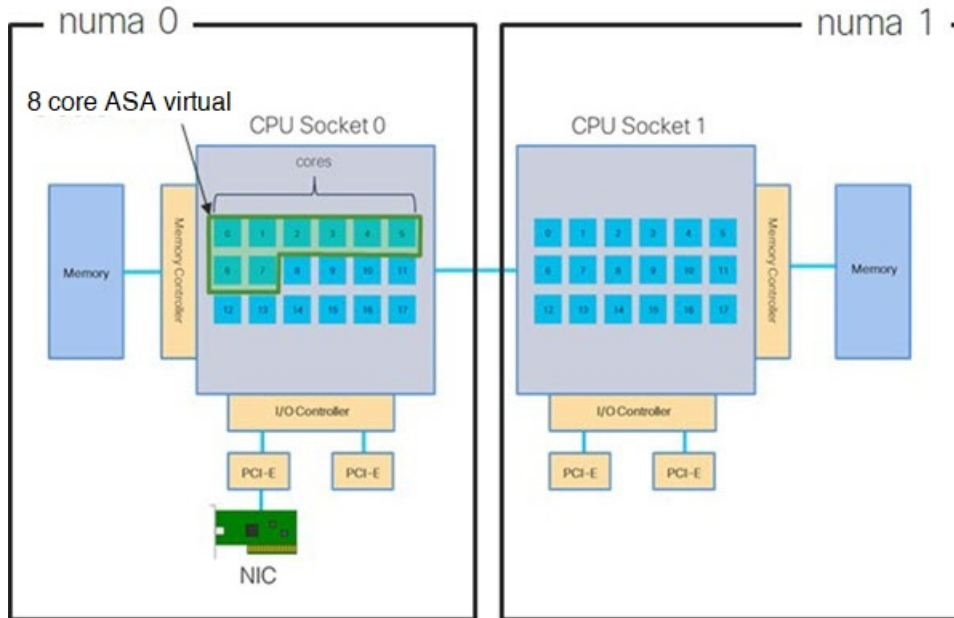 numa 0
numa 1
8 core ASA virtual
CPU Socket 0
CPU Socket 1
cores
Memory
Memory Controller
0 1 2 3 4 5
6 7 8 9 10 11
12 13 14 15 16 17
0 1 2 3 4 5
6 7 8 9 10 11
12 13 14 15 16 17
Memory Controller
Memory
I/O Controller
I/O Controller
PCI-E
PCI-E
PCI-E
PCI-E
NIC